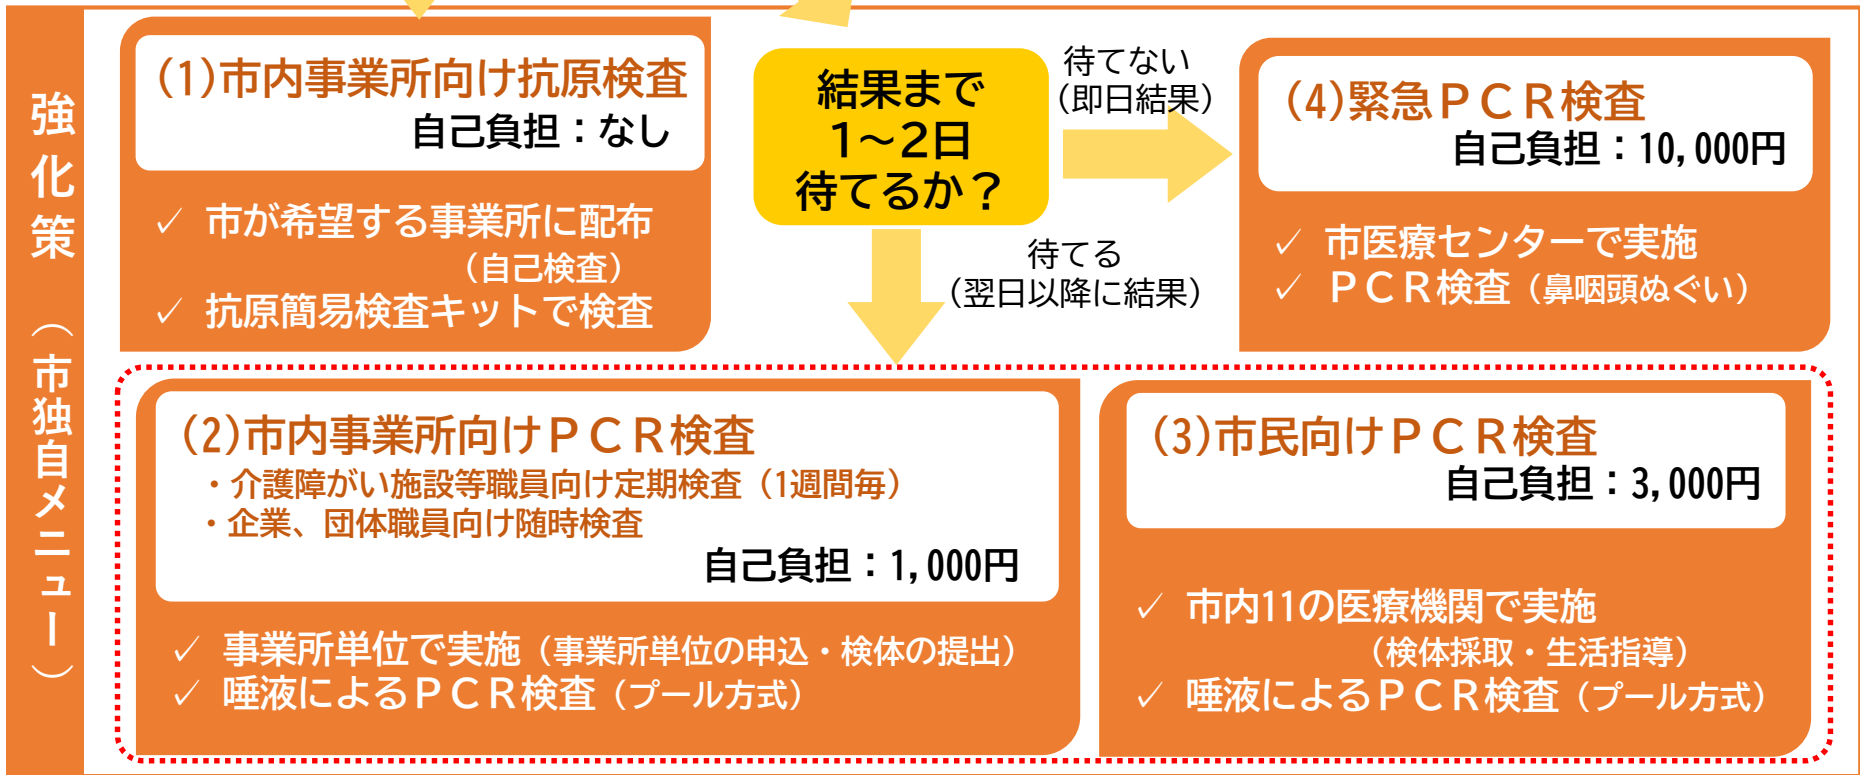 強化策（市独自メニュー）
(1)市内事業所向け抗原検査
自己負担：なし
✓ 市が希望する事業所に配布
（自己検査）
✓ 抗原簡易検査キットで検査
結果まで
1～2日
待てるか？
待てない
（即日結果）
待てる
（翌日以降に結果）
(4)緊急ＰＣＲ検査
自己負担：10,000円
✓ 市医療センターで実施
✓ ＰＣＲ検査（鼻咽頭ぬぐい）
(2)市内事業所向けＰＣＲ検査
・介護障がい施設等職員向け定期検査（1週間毎）
・企業、団体職員向け随時検査
自己負担：1,000円
✓ 事業所単位で実施（事業所単位の申込・検体の提出）
✓ 唾液によるＰＣＲ検査（プール方式）
(3)市民向けＰＣＲ検査
自己負担：3,000円
✓ 市内11の医療機関で実施
（検体採取・生活指導）
✓ 唾液によるＰＣＲ検査（プール方式）